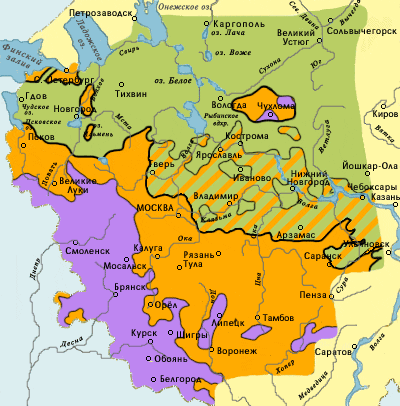 Онежское оз.
Петрозаводск
Ладожское
оз.
Финский
залив
Свирь
Каргополь
оз. Лача
оз. Воже
Сев. Двина
Вычегда
Великий
Устюг
Сольвычегорск
Петербург
оз. Белое
Сухона
Юг
Гдов
Чудское
оз.
Псковское
оз.
Новгород
оз.
Ильмень
Псков
Тихвин
Вологда
Рыбинское
вдхр.
Чухлома
Киров
Вятка
Ветлуга
Мста
Кострома
Ярославль
Тверь
Ловать
Великие
Луки
Иваново
Нижний
Новгород
Йошкар-Ола
Чебоксары
Казань
Владимир
Волга
МОСКВА
Клязьма
Ока
Арзамас
Ульяновск
Ока
Калуга
Рязань
Тула
Цна
Саранск
Сура
Днепр
Смоленск
Мосальск
Брянск
Дон
Пенза
Орёл
Липецк
Тамбов
Десна
Курск
Щигры
Обоянь
Воронеж
Белгород
Хопер
Саратов
Волга
Медведица